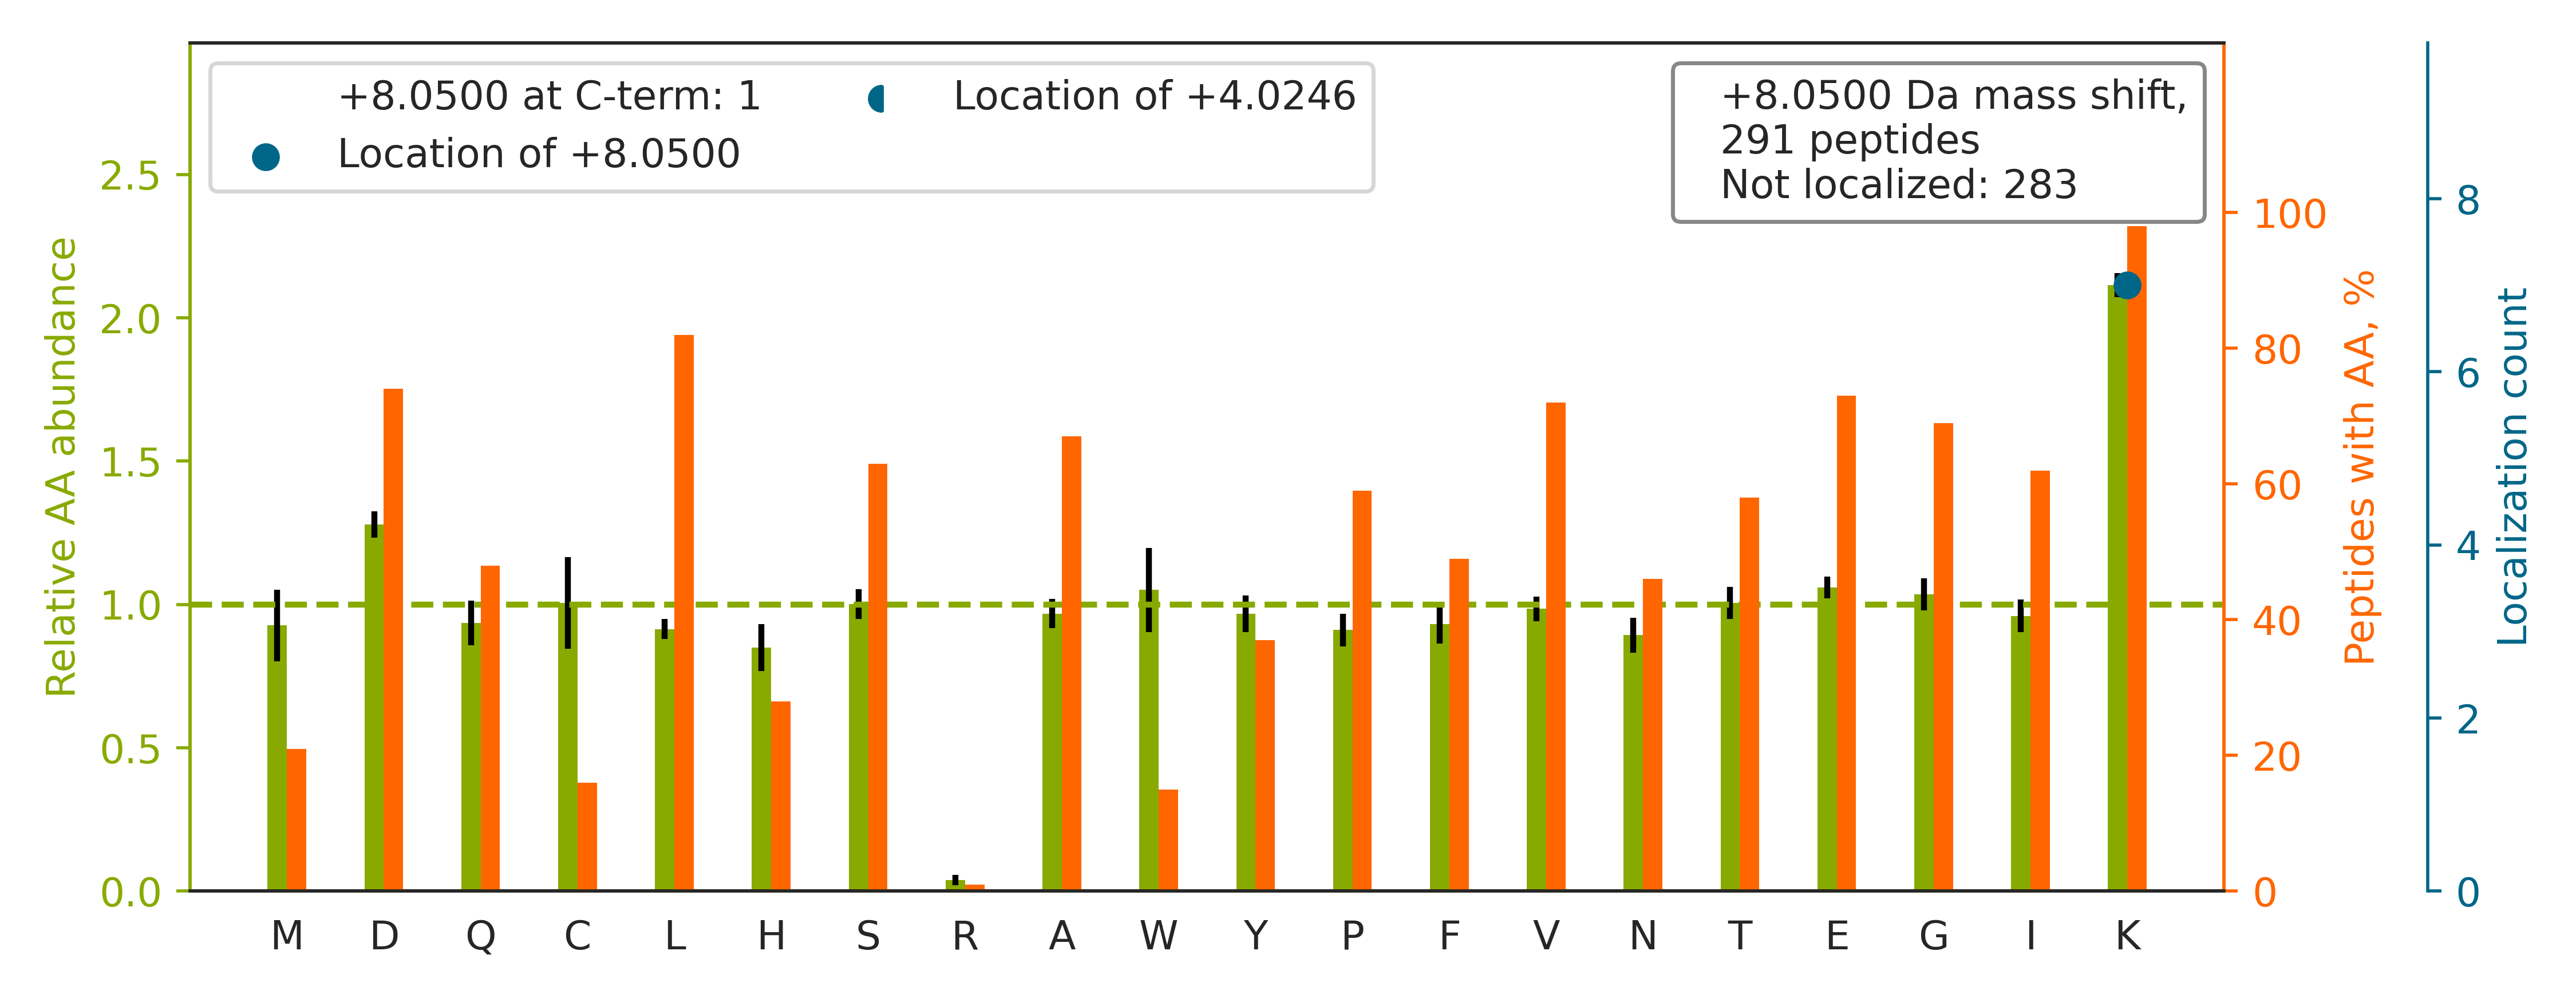 +8.0500 at C-term: 1
Location of +8.0500
Location of +4.0246
+8.0500 Da mass shift,
291 peptides
Not localized: 283
Relative AA abundance
2.5
2.0
1.5
1.0
0.5
0.0
M D Q C L H S R A W Y P F V N T E G I K
100
80
60
40
20
0
Peptides with AA, %
8
6
4
2
0
Localization count